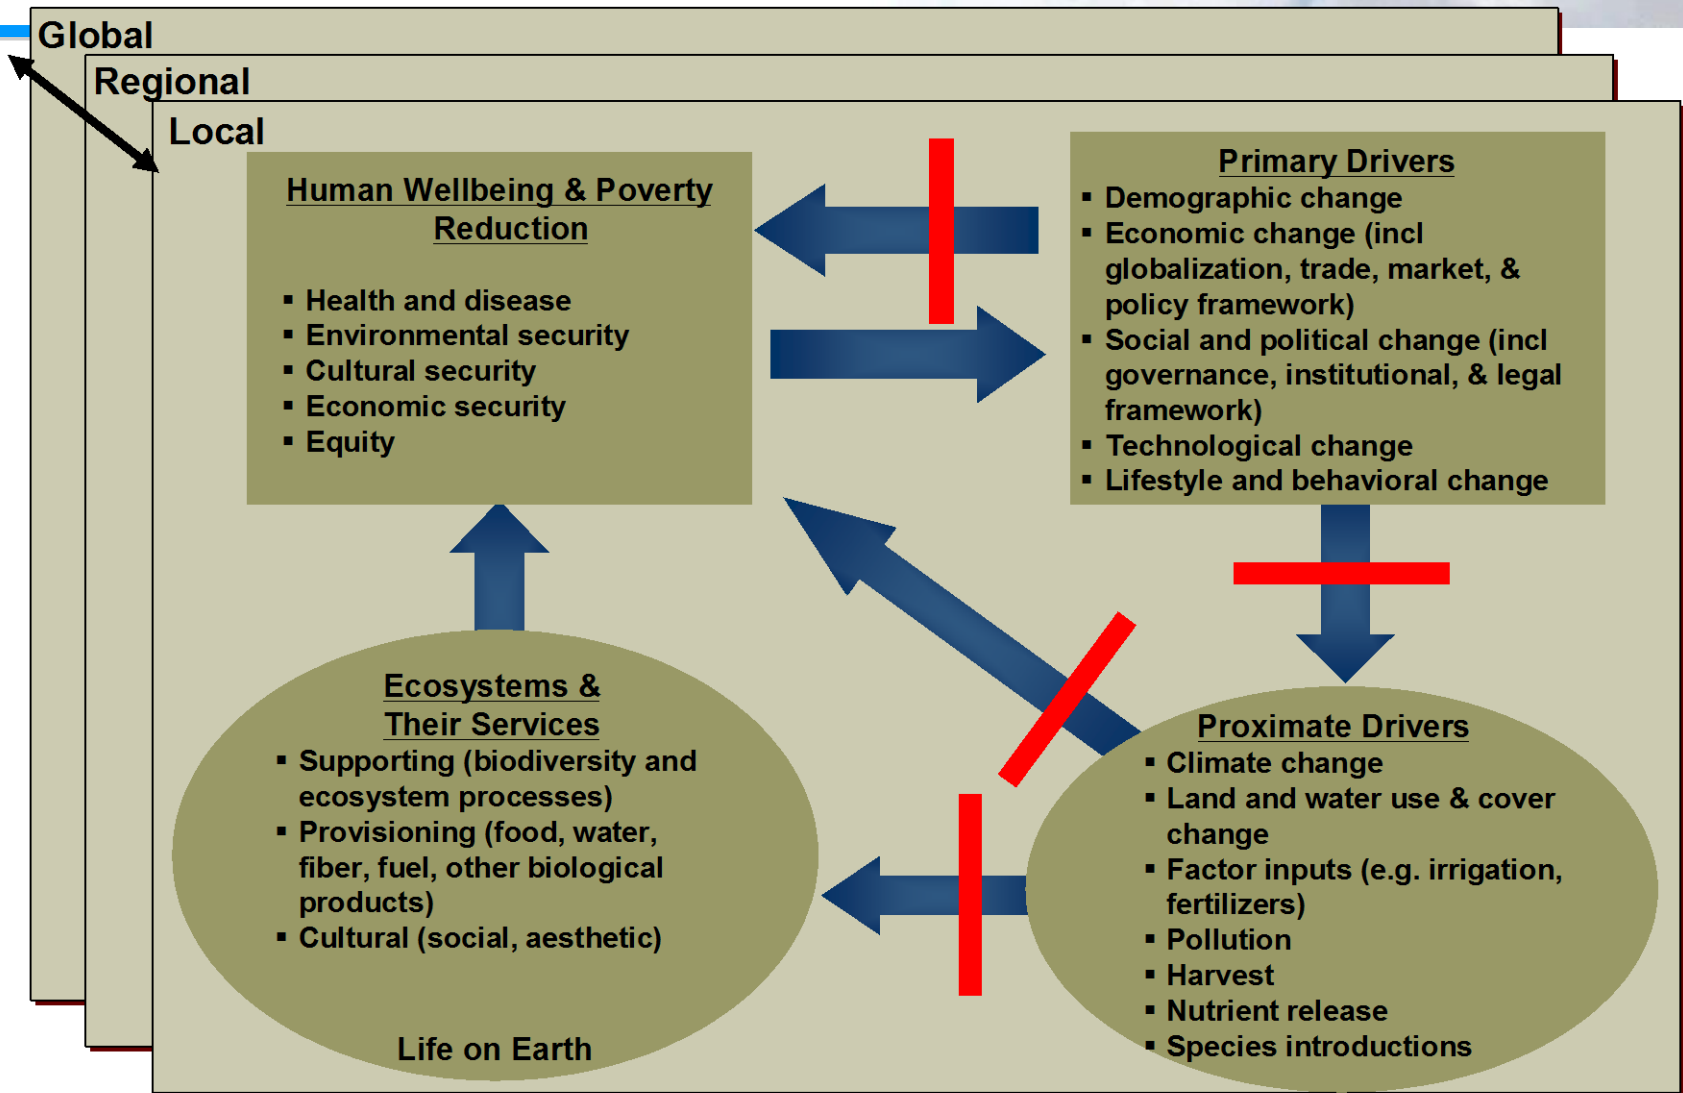 Global
Regional
Local
Human Wellbeing & Poverty
Reduction
▪ Health and disease
▪ Environmental security
▪ Cultural security
▪ Economic security
▪ Equity
Primary Drivers
▪ Demographic change
▪ Economic change (incl
globalization, trade, market, &
policy framework)
▪ Social and political change (incl
governance, institutional, & legal
framework)
▪ Technological change
▪ Lifestyle and behavioral change
Ecosystems &
Their Services
▪ Supporting (biodiversity and
ecosystem processes)
▪ Provisioning (food, water,
fiber, fuel, other biological
products)
▪ Cultural (social, aesthetic)
Life on Earth
Proximate Drivers
▪ Climate change
▪ Land and water use & cover
change
▪ Factor inputs (e.g. irrigation,
fertilizers)
▪ Pollution
▪ Harvest
▪ Nutrient release
▪ Species introductions